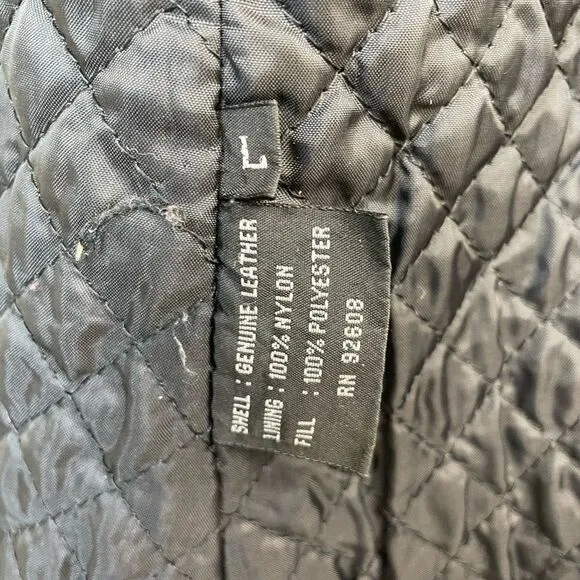 L
SHELL : GENUINE LEATHER
LINING : 100% NYLON
FILL : 100% POLYESTER
RN 92608